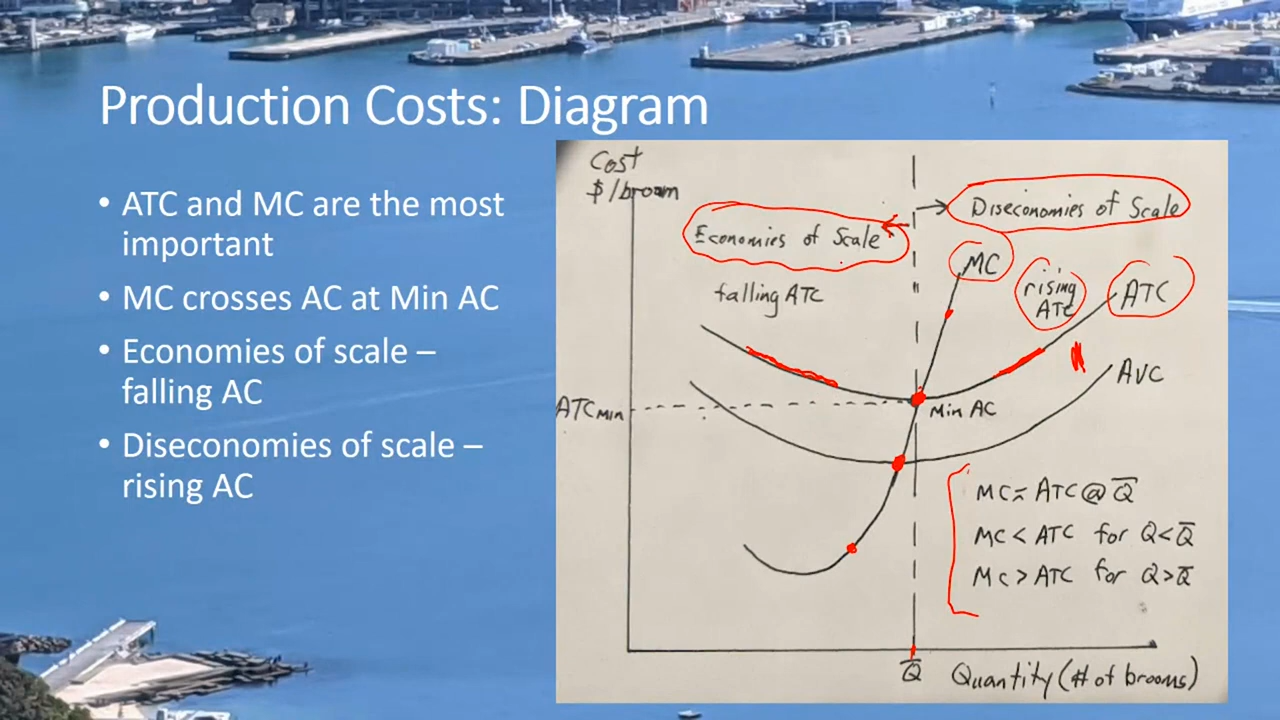 Production Costs: Diagram
• ATC and MC are the most
important
• MC crosses AC at Min AC
• Economies of scale –
falling AC
• Diseconomies of scale –
rising AC
Cost
$/broom
Economies of Scale
Diseconomies of Scale
falling ATC
MC
rising
ATC
ATC
AVC
ATCMIN
Min AC
MC = ATC @ Q̅
MC < ATC for Q < Q̅
MC > ATC for Q > Q̅
Q̅
Quantity (# of brooms)